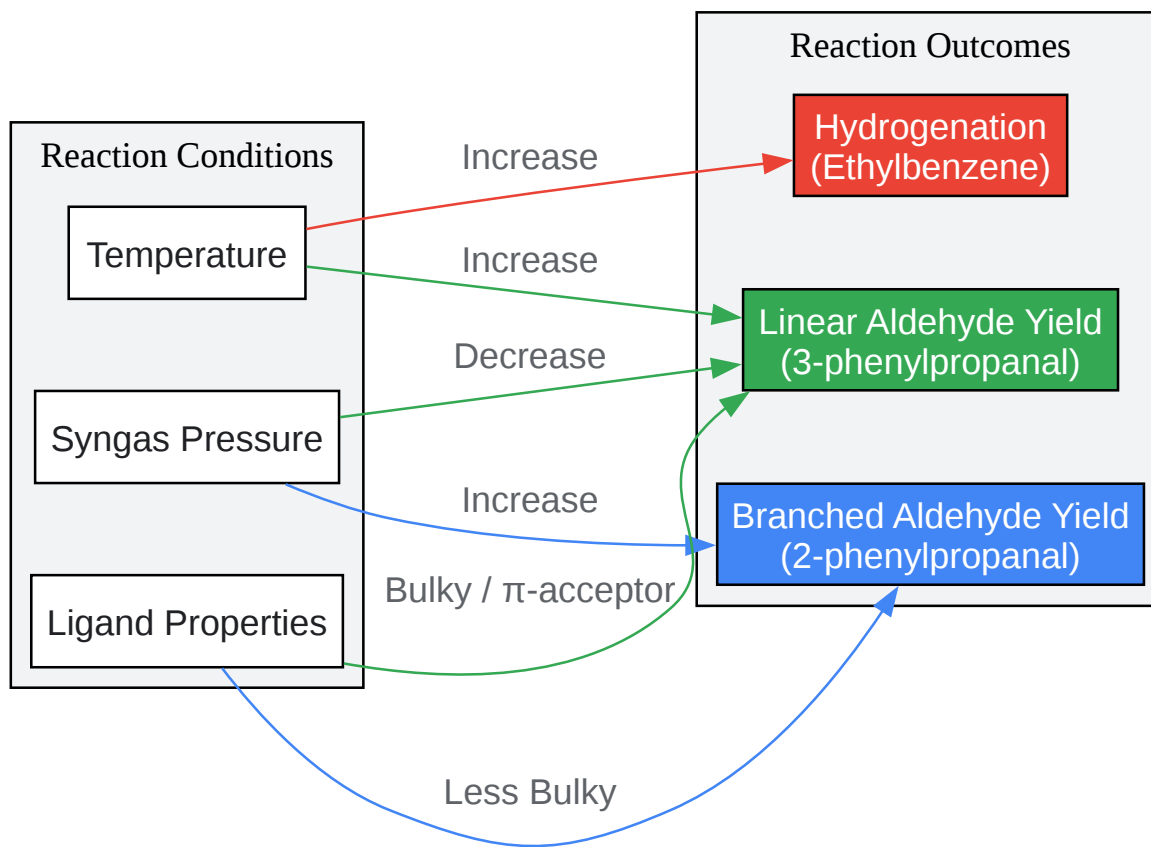 Reaction Conditions
Temperature
Syngas Pressure
Ligand Properties
Increase
Increase
Decrease
Increase
Bulky / π-acceptor
Less Bulky
Reaction Outcomes
Hydrogenation
(Ethylbenzene)
Linear Aldehyde Yield
(3-phenylpropanal)
Branched Aldehyde Yield
(2-phenylpropanal)